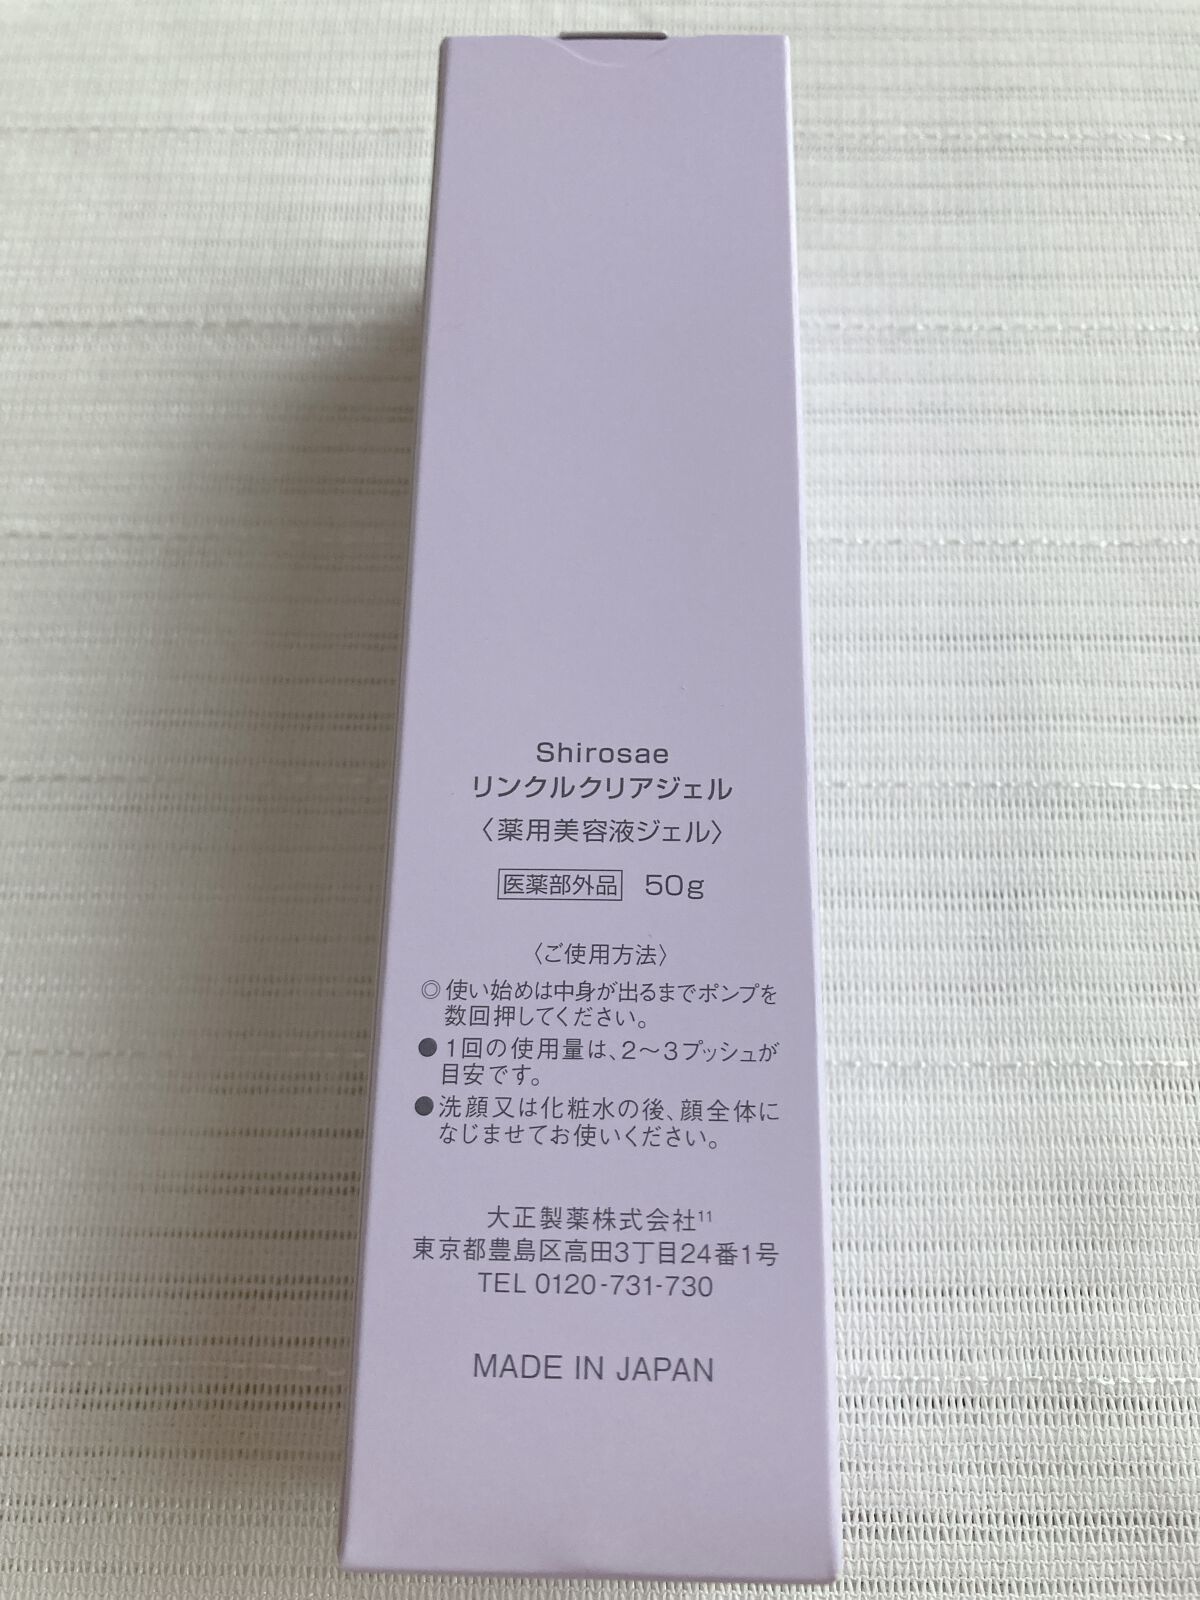 Shirosae
リンクルクリアジェル
〈薬用美容液ジェル〉
医薬部外品 50g
〈ご使用方法〉
◎使い始めは中身が出るまでポンプを
数回押してください。
●1回の使用量は、2〜3プッシュが
目安です。
●洗顔又は化粧水の後、顔全体に
なじませてお使いください。
大正製薬株式会社¹¹
東京都豊島区高田3丁目24番1号
TEL 0120-731-730
MADE IN JAPAN